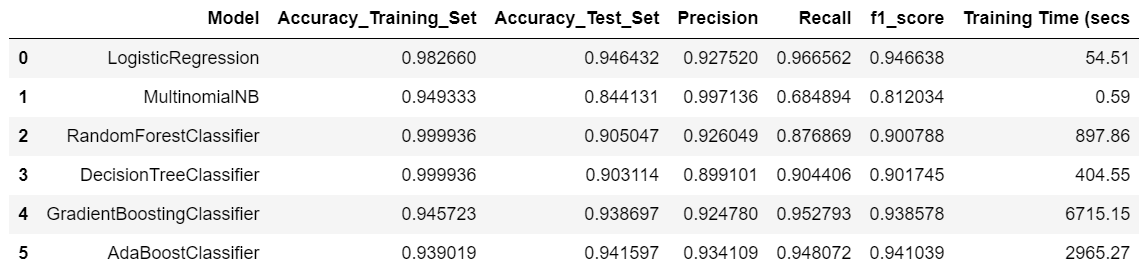 Model Accuracy_Training_Set Accuracy_Test_Set Precision Recall f1_score Training Time (secs
0 LogisticRegression 0.982660 0.946432 0.927520 0.966562 0.946638 54.51
1 MultinomialNB 0.949333 0.844131 0.997136 0.684894 0.812034 0.59
2 RandomForestClassifier 0.999936 0.905047 0.926049 0.876869 0.900788 897.86
3 DecisionTreeClassifier 0.999936 0.903114 0.899101 0.904406 0.901745 404.55
4 GradientBoostingClassifier 0.945723 0.938697 0.924780 0.952793 0.938578 6715.15
5 AdaBoostClassifier 0.939019 0.941597 0.934109 0.948072 0.941039 2965.27